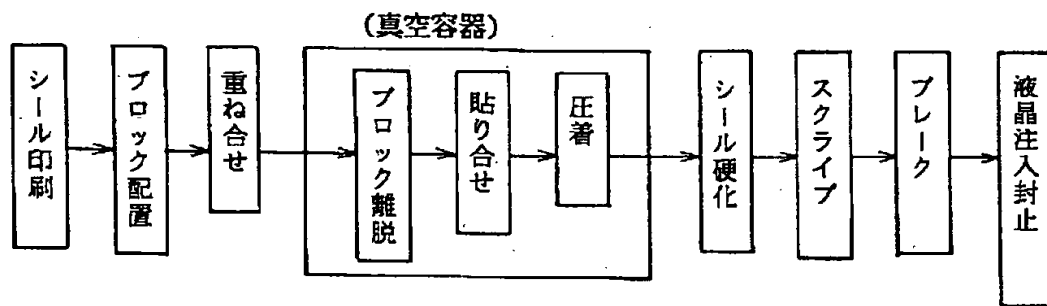 (真空容器)
シール印刷
ブロック配置
重ね合せ
ブロック離脱
貼り合せ
圧着
シール硬化
スクライブ
ブレーク
液晶注入封止